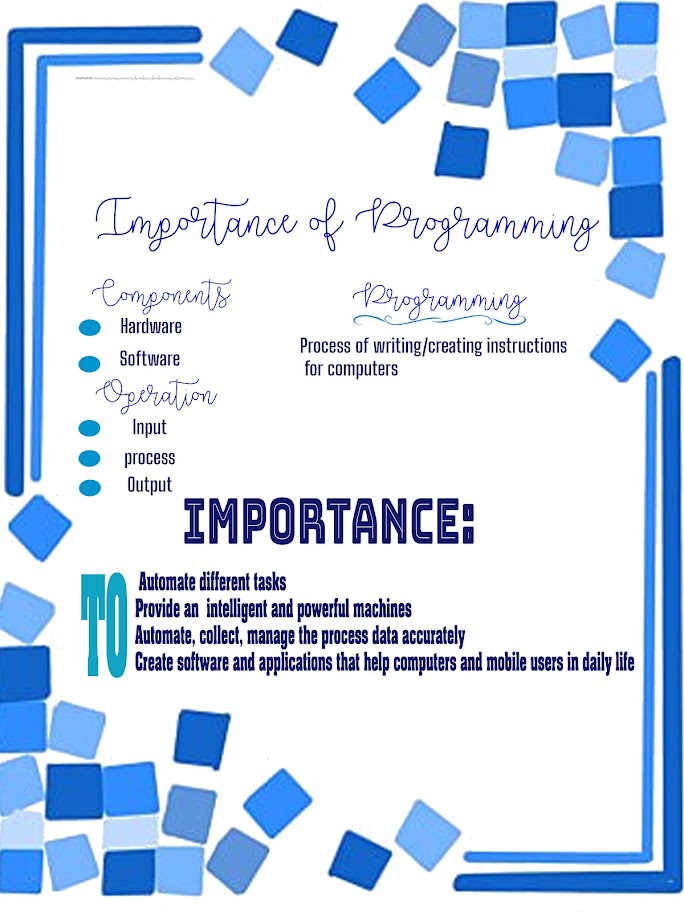 Importance of Programming
Components
Hardware
Software
Operation
Input
process
Output
Programming
Process of writing/creating instructions
for computers
IMPORTANCE:
TO
Automate different tasks
Provide an intelligent and powerful machines
Automate, collect, manage the process data accurately
Create software and applications that help computers and mobile users in daily life